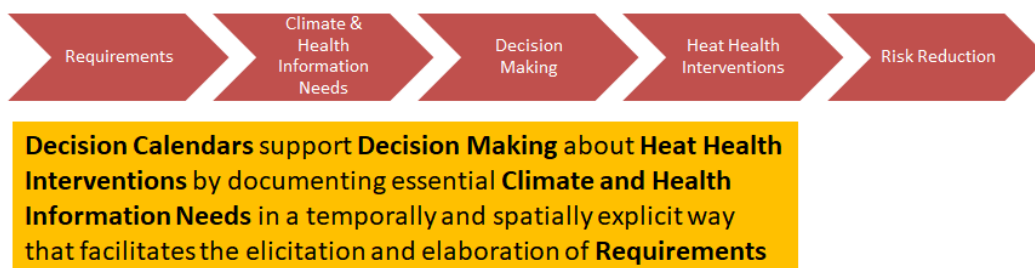 Requirements
Climate &
Health
Information
Needs
Decision
Making
Heat Health
Interventions
Risk Reduction
Decision Calendars support Decision Making about Heat Health
Interventions by documenting essential Climate and Health
Information Needs in a temporally and spatially explicit way
that facilitates the elicitation and elaboration of Requirements